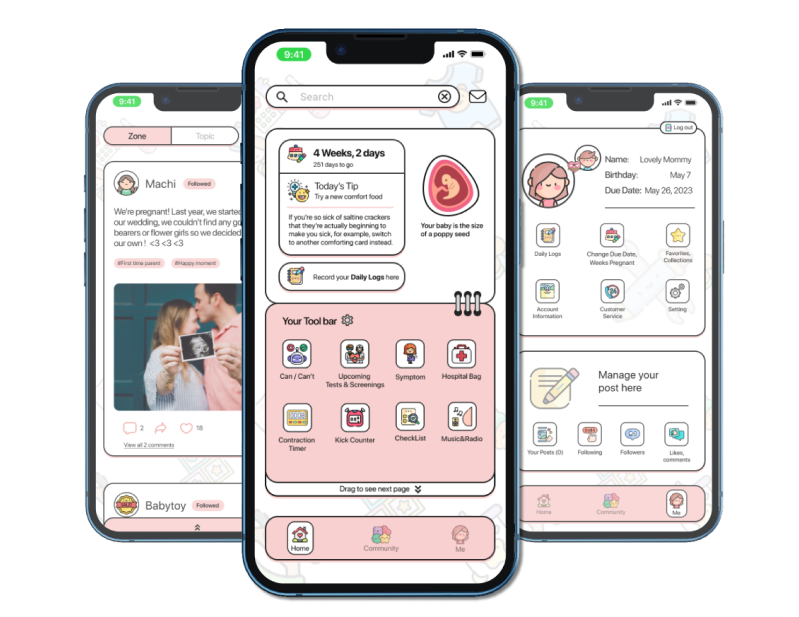 9:41
Zone
Topic
Machi
Followed
We're pregnant! Last year, we started
our wedding, we couldn't find any
bearers or flower girls so we decided
our own ! <3 <3 <3
#First time parent
#Happy moment
2
18
View all 2 comments
Babytoy
Followed
9:41
Search
4 Weeks, 2 days
251 days to go
Today's Tip
Try a new comfort food
If you're so sick of saltine crackers
that they're actually beginning to
make you sick, for example, switch
to another comforting card instead.
Your baby is the size
of a poppy seed
Record your Daily Logs here
Your Tool bar
Can / Can't
Upcoming
Tests & Screenings
Symptom
Hospital Bag
Contraction
Timer
Kick Counter
CheckList
Music&Radio
Drag to see next page
Home
Community
Me
9:41
Log out
Name: Lovely Mommy
Birthday: May 7
Due Date: May 26, 2023
Daily Logs
Change Due Date,
Weeks Pregnant
Favorites,
Collections
Account
Information
Customer
Service
Setting
Manage your
post here
Your Posts (0)
Following
Followers
Likes,
comments
Home
Community
Me